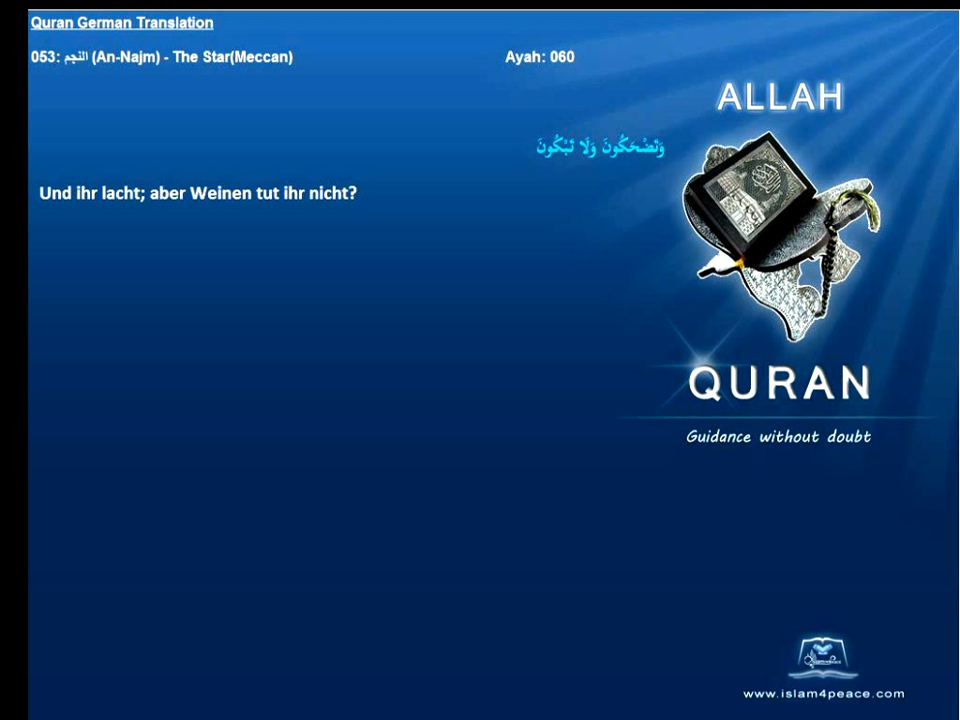 Quran German Translation
053: النجم (An-Najm) - The Star(Meccan) Ayah: 060
ALLAH
وَتَضْحَكُونَ وَلَا تَبْكُونَ
Und ihr lacht; aber Weinen tut ihr nicht?
QURAN
Guidance without doubt
www.islam4peace.com